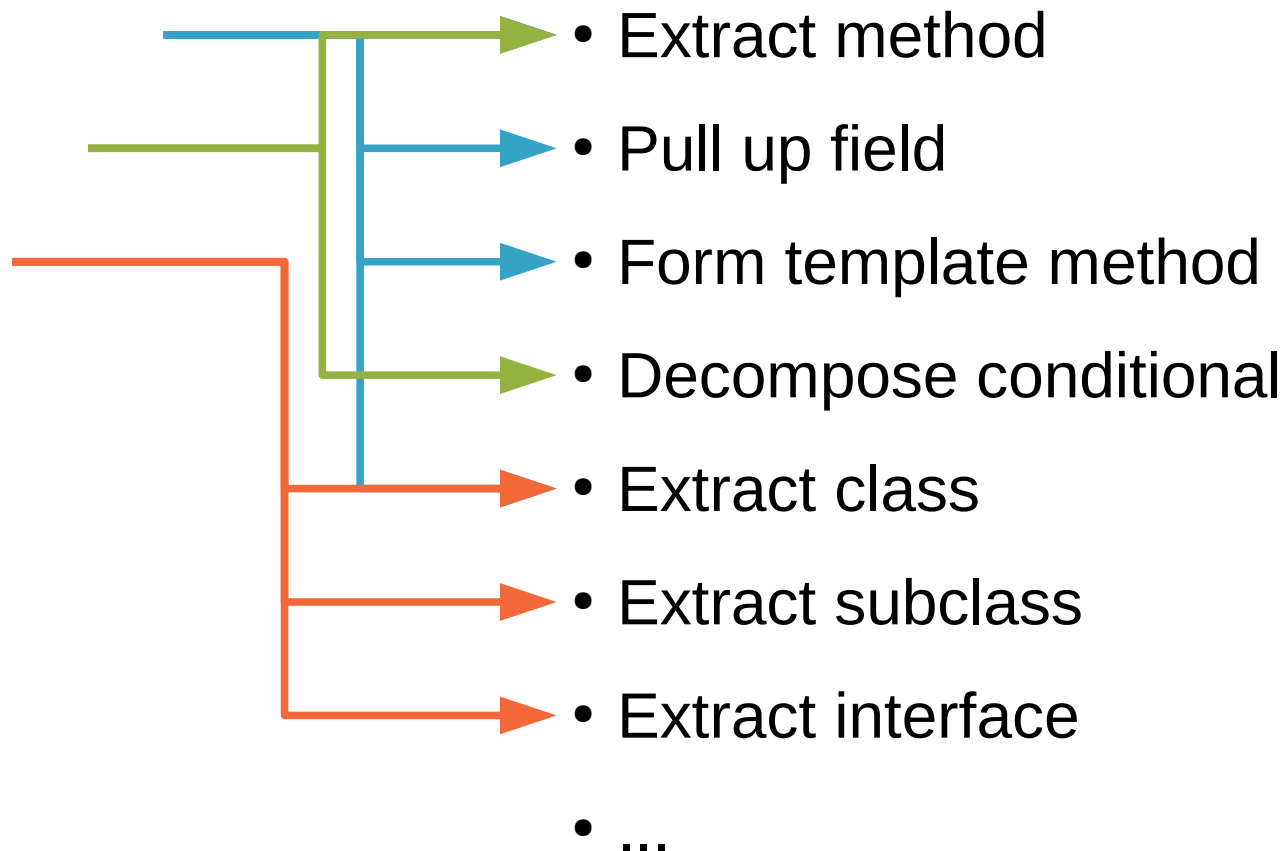 • Extract method
• Pull up field
• Form template method
• Decompose conditional
• Extract class
• Extract subclass
• Extract interface
• ...